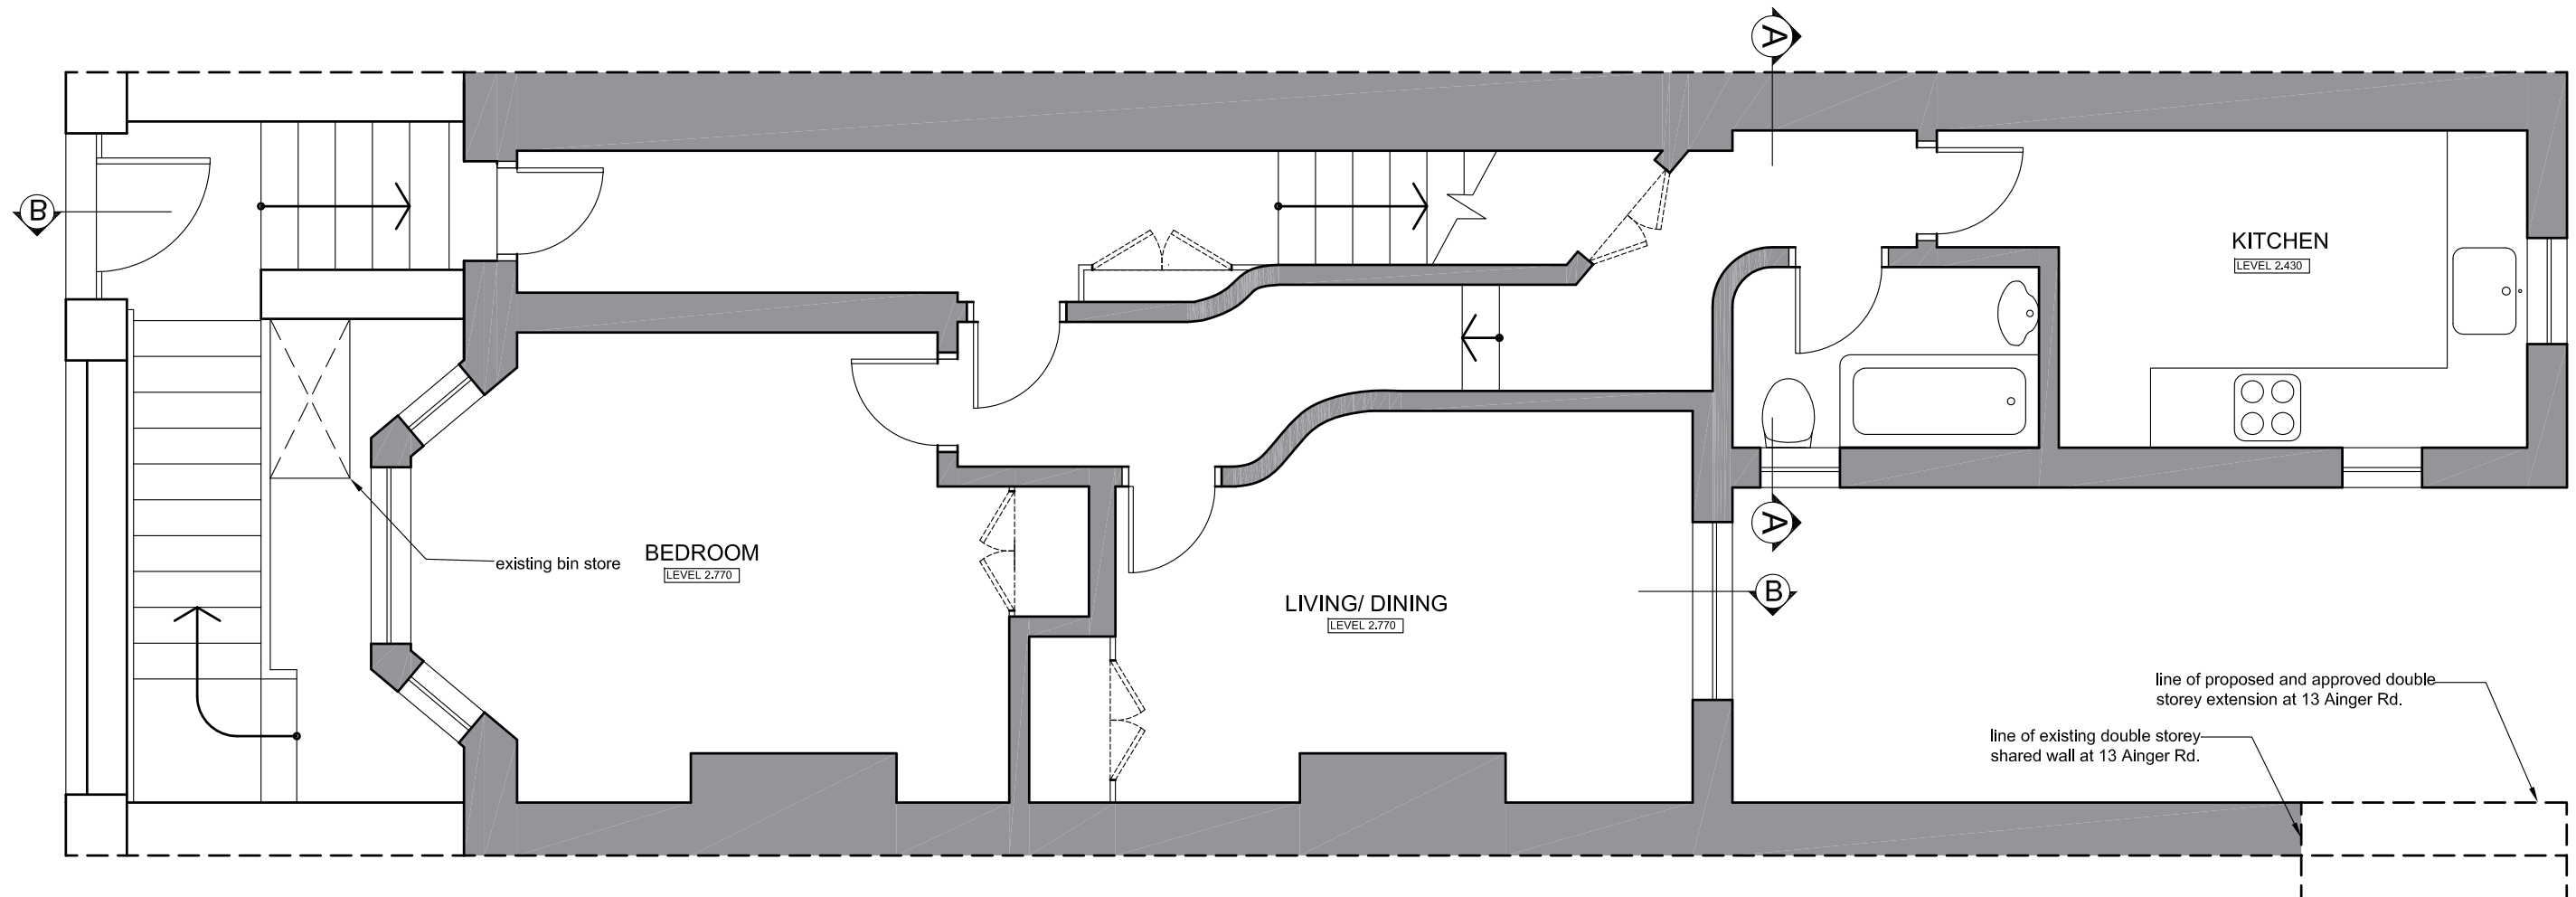 A
B
KITCHEN
LEVEL 2.430
existing bin store
BEDROOM
LEVEL 2.770
LIVING/ DINING
LEVEL 2.770
A
B
line of proposed and approved double
storey extension at 13 Ainger Rd.
line of existing double storey
shared wall at 13 Ainger Rd.